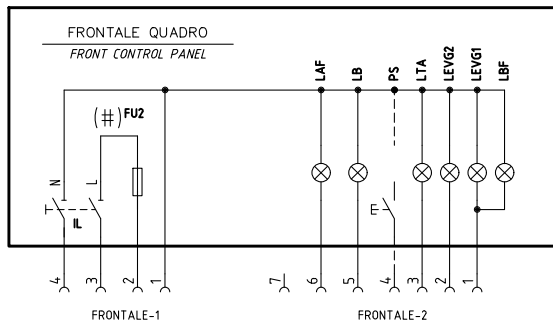 FRONTALE QUADRO
FRONT CONTROL PANEL
LAF LB PS LTA LEVG2 LEVG1 LBF
(#) FU2
N L
IL
4 3 2 1 7 6 5 4 3 2 1
FRONTALE-1 FRONTALE-2